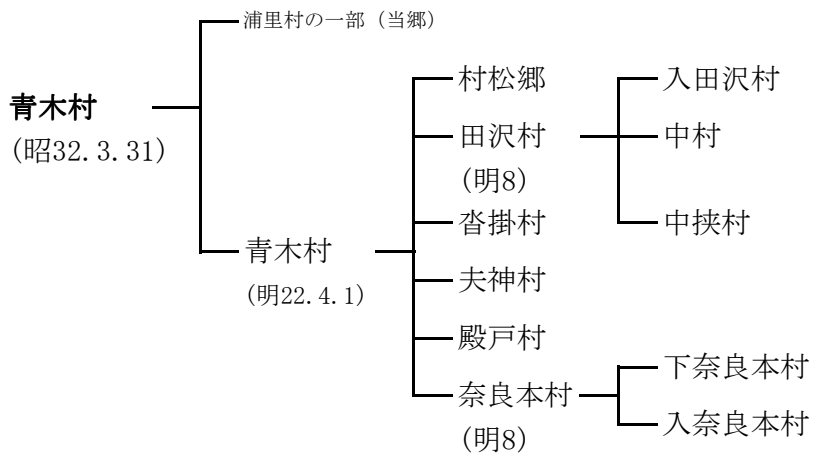 浦里村の一部（当郷）
青木村
(昭32.3.31)
青木村
(明22.4.1)
村松郷
田沢村
(明8)
沓掛村
夫神村
殿戸村
奈良本村
(明8)
入田沢村
中村
中挟村
下奈良本村
入奈良本村